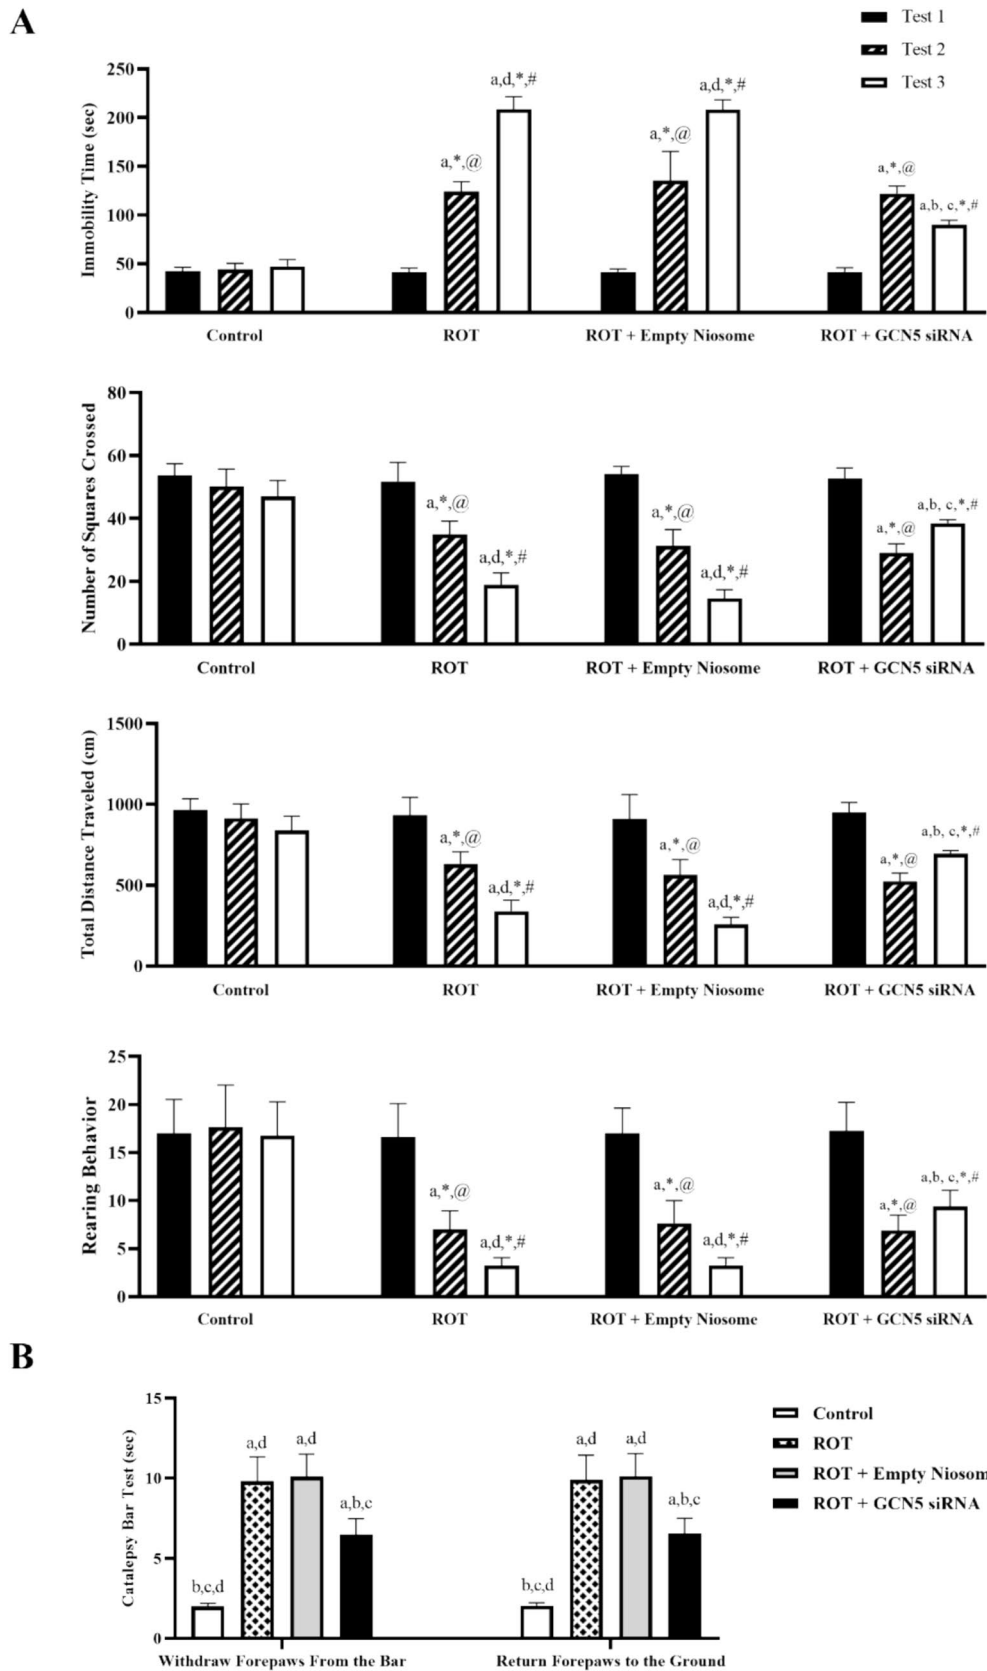 A
Test 1
Test 2
Test 3
Immobility Time (sec)
250
200
150
100
50
0
a,*,@
a,d,*,#
a,*,@
a,d,*,#
a,*,@
a,b, c,*,#
Control
ROT
ROT + Empty Niosome
ROT + GCN5 siRNA
Number of Squares Crossed
80
60
40
20
0
a,*,@
a,d,*,#
a,*,@
a,d,*,#
a,*,@
a,b, c,*,#
Control
ROT
ROT + Empty Niosome
ROT + GCN5 siRNA
Total Distance Traveled (cm)
1500
1000
500
0
a,*,@
a,d,*,#
a,*,@
a,d,*,#
a,*,@
a,b, c,*,#
Control
ROT
ROT + Empty Niosome
ROT + GCN5 siRNA
Rearing Behavior
25
20
15
10
5
0
a,*,@
a,d,*,#
a,*,@
a,d,*,#
a,*,@
a,b, c,*,#
Control
ROT
ROT + Empty Niosome
ROT + GCN5 siRNA
B
Catalepsy Bar Test (sec)
15
10
5
0
b,c,d
a,d
a,d
a,b,c
b,c,d
a,d
a,d
a,b,c
Withdraw Forepaws From the Bar
Return Forepaws to the Ground
Control
ROT
ROT + Empty Niosom
ROT + GCN5 siRNA